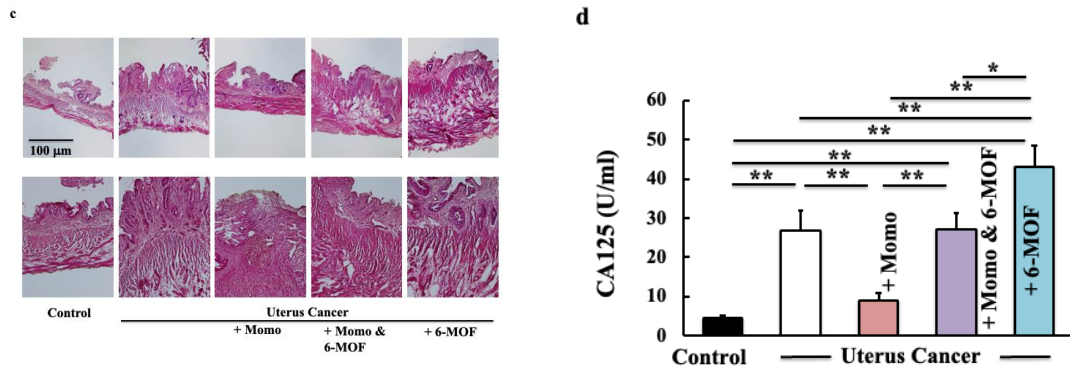 c
100 μm
Control
Uterus Cancer
+ Momo
+ Momo &
6-MOF
+ 6-MOF
d
*
**
**
**
**
** ** **
CA125 (U/ml)
60
50
40
30
20
10
0
+ Momo
+ Momo & 6-MOF
+ 6-MOF
Control
Uterus Cancer